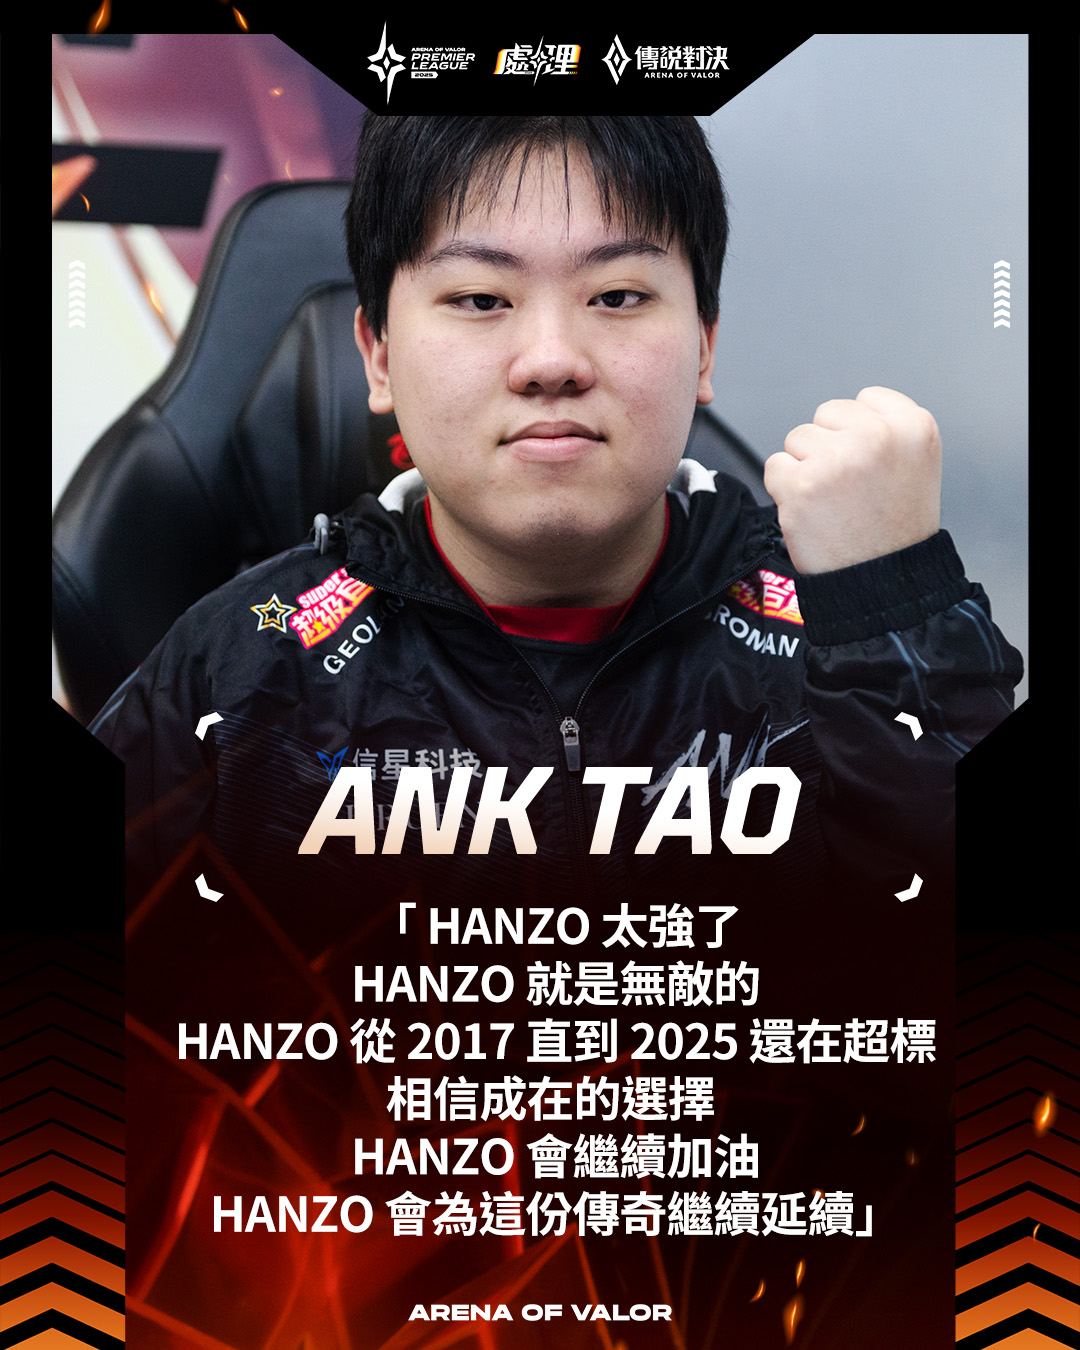 ARENA OF VALOR
PREMIER
LEAGUE
2025
處理
傳說對決
ARENA OF VALOR
超級
GEOL
ROMAN
信星科技
ANK TAO
「 HANZO 太強了
HANZO 就是無敵的
HANZO 從 2017 直到 2025 還在超標
相信成在的選擇
HANZO 會繼續加油
HANZO 會為這份傳奇繼續延續」
ARENA OF VALOR